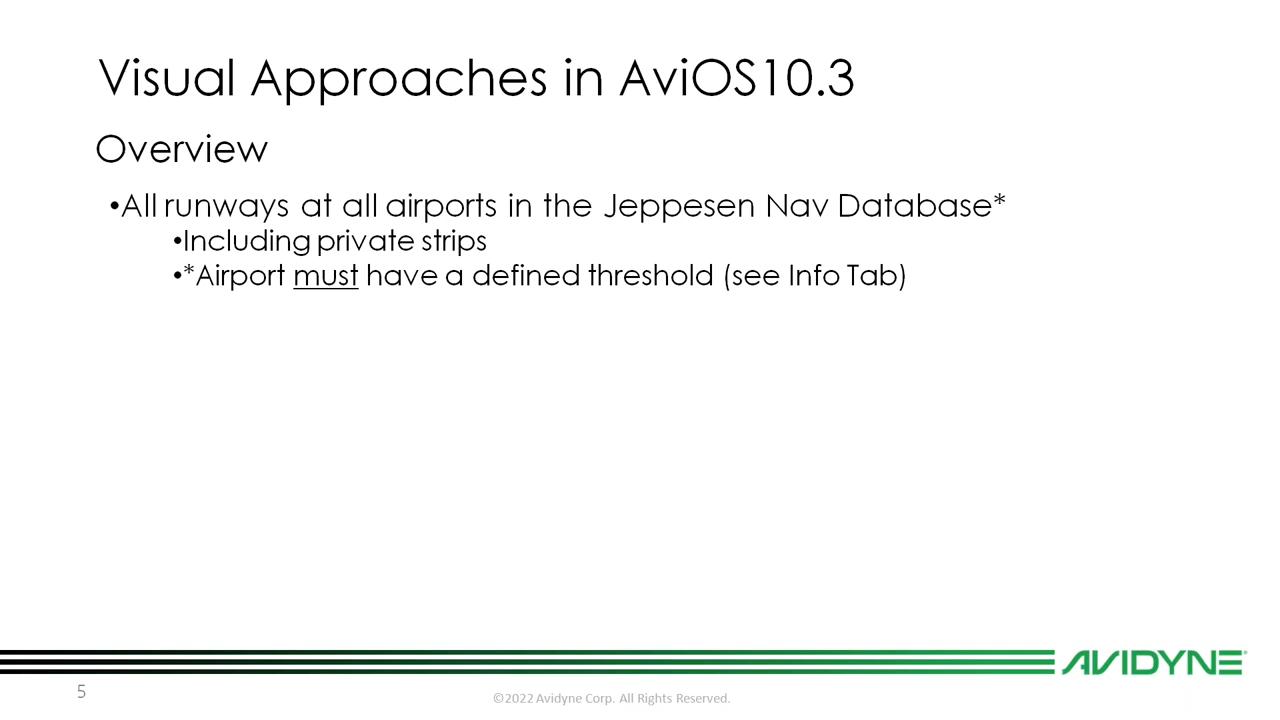 Visual Approaches in AviOS10.3
Overview
•All runways at all airports in the Jeppesen Nav Database*
•Including private strips
•*Airport must have a defined threshold (see Info Tab)
AVIDYNE®
5
©2022 Avidyne Corp. All Rights Reserved.